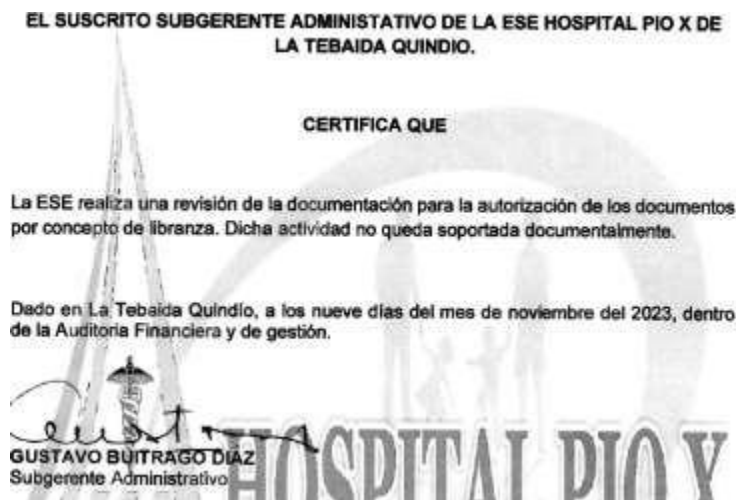 EL SUSCRITO SUBGERENTE ADMINISTATIVO DE LA ESE HOSPITAL PIO X DE
LA TEBAIDA QUINDIO.
CERTIFICA QUE
La ESE realiza una revisión de la documentación para la autorización de los documentos
por concepto de libranza. Dicha actividad no queda soportada documentalmente.
Dado en La Tebaida Quindío, a los nueve días del mes de noviembre del 2023, dentro
de la Auditoria Financiera y de gestión.
GUSTAVO BUITRAGO DIAZ
Subgerente Administrativo
HOSPITAL PIO X